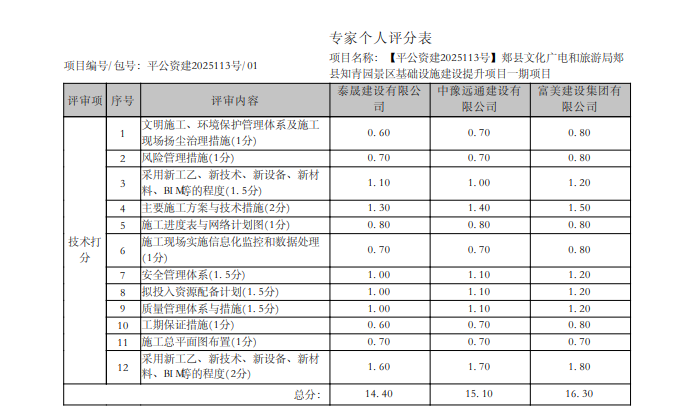 专家个人评分表
项目编号/包号：平公资建2025113号/01
项目名称：【平公资建2025113号】郏县文化广电和旅游局郏
县知青园景区基础设施建设提升项目一期项目
评审项 序号 评审内容 泰晟建设有限公司 中豫远通建设有限公司 富美建设集团有限公司
技术打分
1 文明施工、环境保护管理体系及施工现场扬尘治理措施(1分) 0.60 0.70 0.80
2 风险管理措施(1分) 0.70 0.70 0.80
3 采用新工乙、新技术、新设备、新材料、BIM等的程度(1.5分) 1.10 1.00 1.20
4 主要施工方案与技术措施(2分) 1.30 1.40 1.50
5 施工进度表与网络计划图(1分) 0.80 0.80 0.80
6 施工现场实施信息化监控和数据处理(1分) 0.70 0.70 0.80
7 安全管理体系(1.5分) 1.00 1.10 1.20
8 拟投入资源配备计划(1.5分) 1.00 1.10 1.20
9 质量管理体系与措施(1.5分) 1.00 1.10 1.20
10 工期保证措施(1分) 0.60 0.70 0.80
11 施工总平面图布置(1分) 0.70 0.70 0.70
12 采用新工乙、新技术、新设备、新材料、BIM等的程度(2分) 1.60 1.70 1.80
总分： 14.40 15.10 16.30